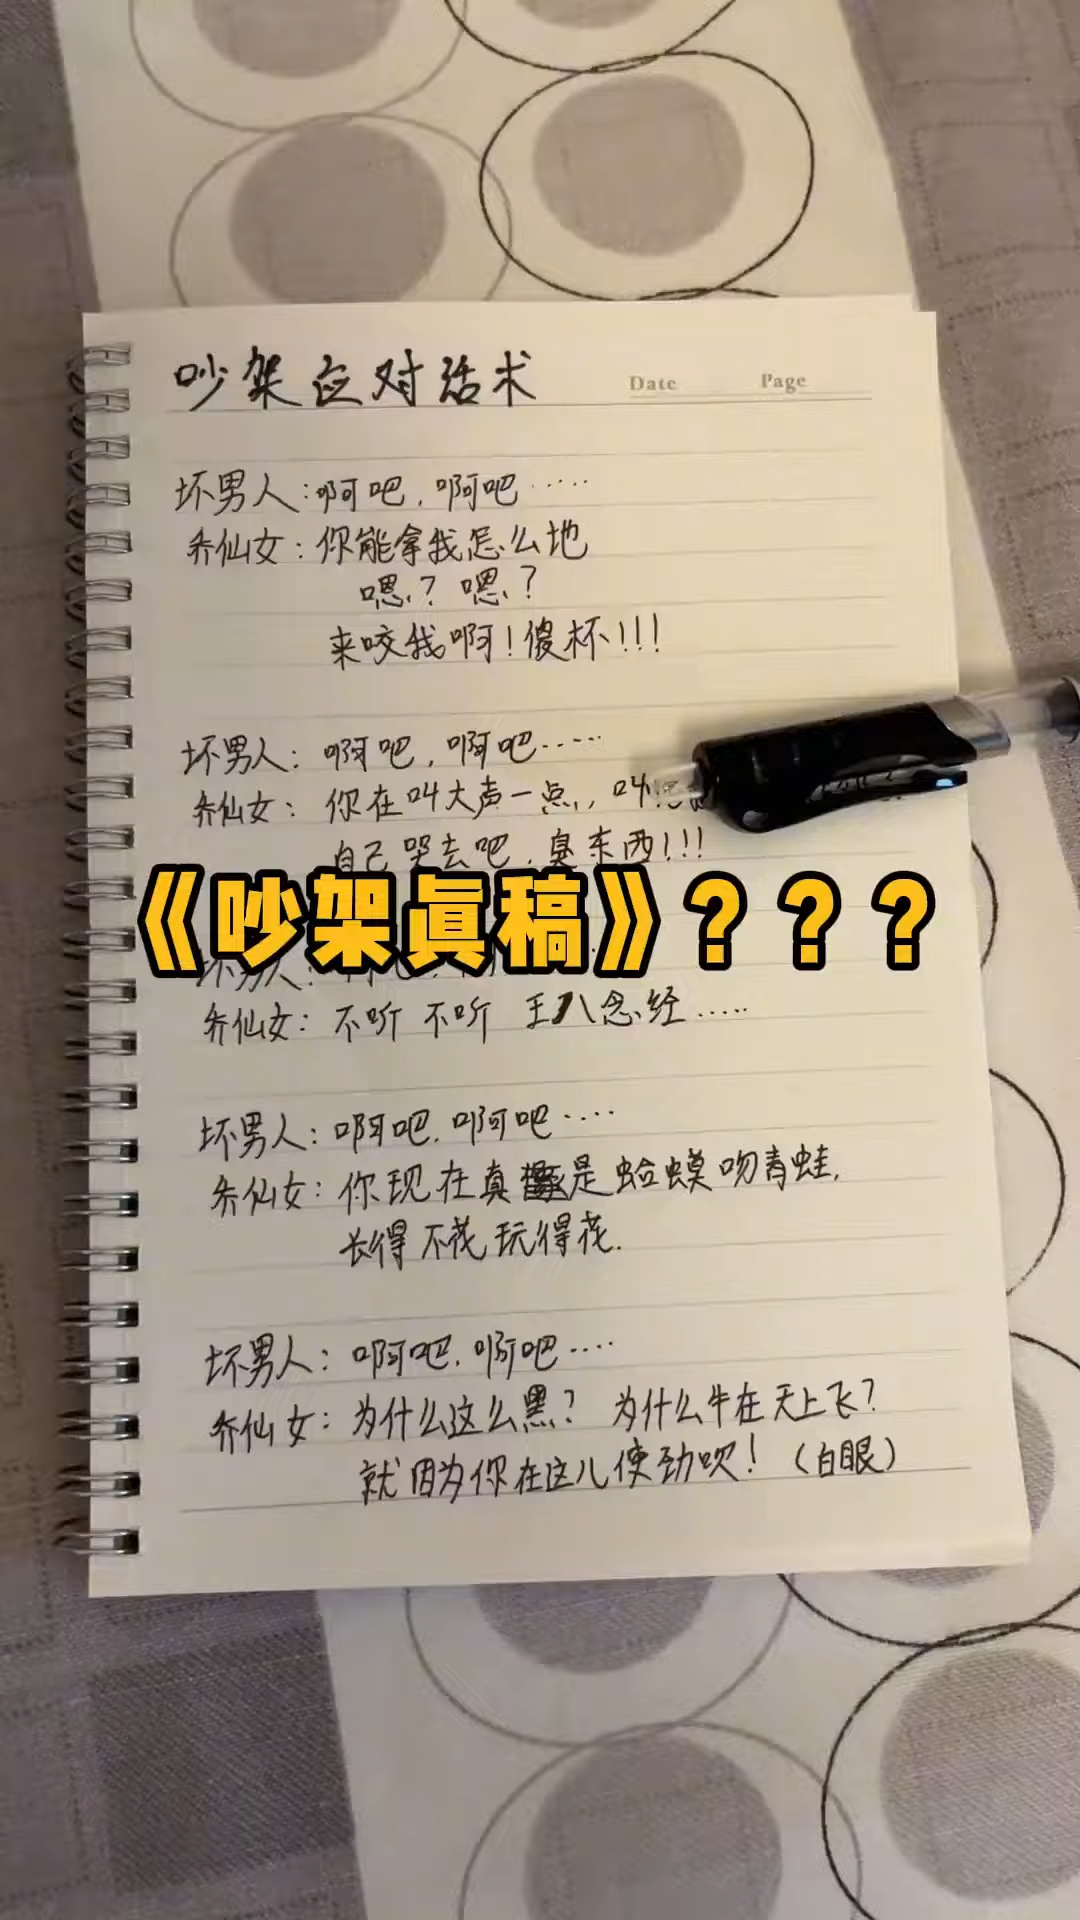 吵架应对话术
Date Page
坏男人：啊吧，啊吧……
乔仙女：你能拿我怎么地
嗯？嗯？
来咬我啊！傻杯！！！
坏男人：啊吧，啊吧……
乔仙女：你在叫大声一点，叫
自己哭去吧，臭东西！！！
《吵架真稿》？？？
坏男人：
乔仙女：不听 不听 王八念经……
坏男人：啊吧，啊吧……
乔仙女：你现在真是蛤蟆吻青蛙，
长得不花玩得花.
坏男人：啊吧，啊吧……
乔仙女：为什么这么黑？ 为什么牛在天上飞？
就因为你在这儿使劲吹！（白眼）